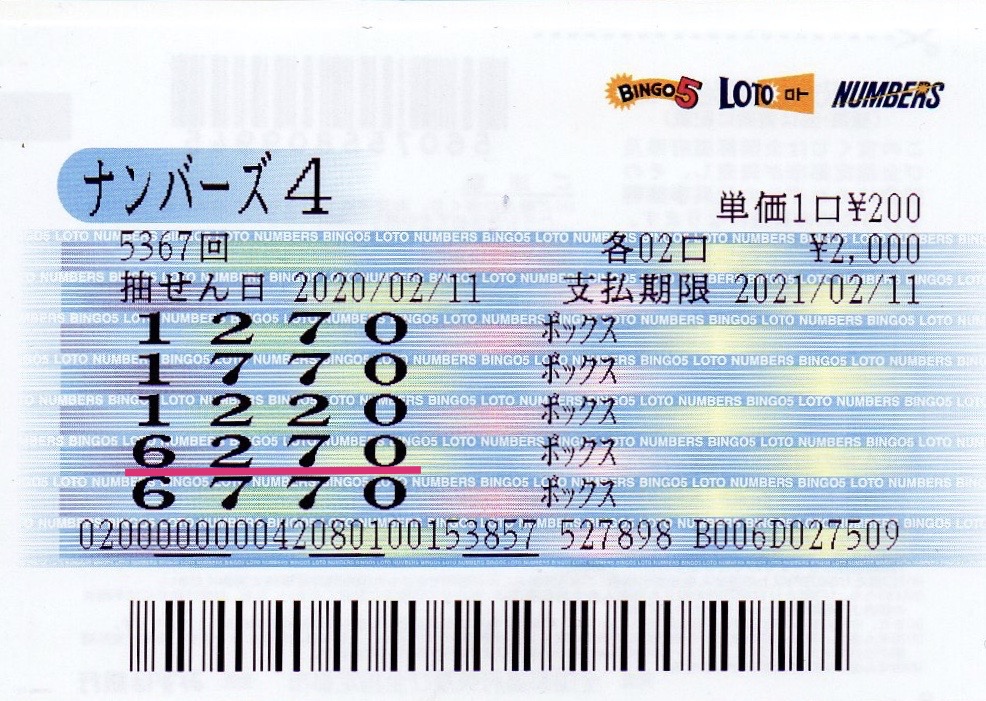 BINGO5 LOTO ロト NUMBERS
ナンバーズ4
単価1口¥200
5367回 各02口 ¥2,000
抽せん日 2020/02/11 支払期限 2021/02/11
1 2 7 0 ボックス
1 7 7 0 ボックス
1 2 2 0 ボックス
6 2 7 0 ボックス
6 7 7 0 ボックス
020000000042080100153857 527898 B006D027509